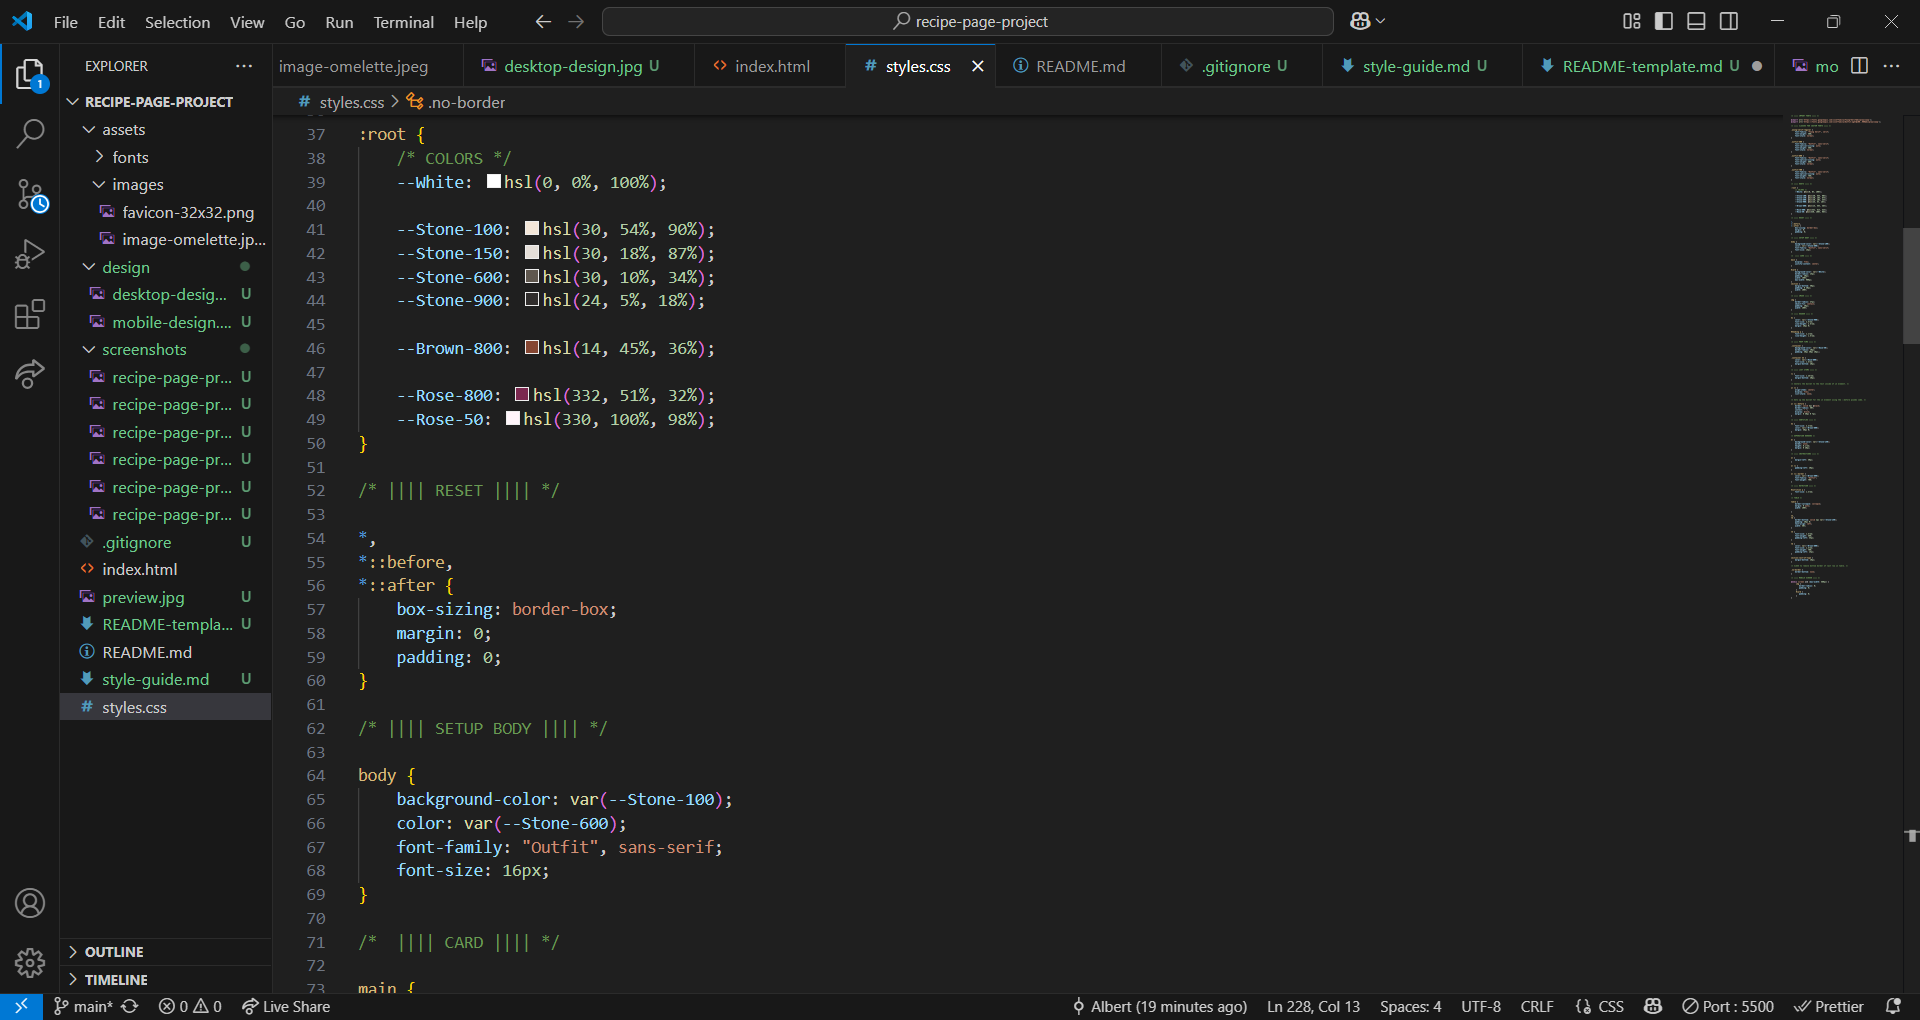 File Edit Selection View Go Run Terminal Help
recipe-page-project
EXPLORER
image-omelette.jpeg
desktop-design.jpg U
index.html
styles.css
README.md
.gitignore U
style-guide.md U
README-template.md U
mo
RECIPE-PAGE-PROJECT
assets
fonts
images
favicon-32x32.png
image-omelette.jp...
design
desktop-desig... U
mobile-design.... U
screenshots
recipe-page-pr... U
recipe-page-pr... U
recipe-page-pr... U
recipe-page-pr... U
recipe-page-pr... U
recipe-page-pr... U
.gitignore U
index.html
preview.jpg U
README-templa... U
README.md
style-guide.md U
styles.css
OUTLINE
TIMELINE
1
styles.css > .no-border
37 :root {
38 /* COLORS */
39 --White: hsl(0, 0%, 100%);
40
41 --Stone-100: hsl(30, 54%, 90%);
42 --Stone-150: hsl(30, 18%, 87%);
43 --Stone-600: hsl(30, 10%, 34%);
44 --Stone-900: hsl(24, 5%, 18%);
45
46 --Brown-800: hsl(14, 45%, 36%);
47
48 --Rose-800: hsl(332, 51%, 32%);
49 --Rose-50: hsl(330, 100%, 98%);
50 }
51
52 /* |||| RESET |||| */
53
54 *,
55 *::before,
56 *::after {
57 box-sizing: border-box;
58 margin: 0;
59 padding: 0;
60 }
61
62 /* |||| SETUP BODY |||| */
63
64 body {
65 background-color: var(--Stone-100);
66 color: var(--Stone-600);
67 font-family: "Outfit", sans-serif;
68 font-size: 16px;
69 }
70
71 /*  |||| CARD |||| */
72
73 main {
main* 0 0 Live Share
Albert (19 minutes ago) Ln 228, Col 13 Spaces: 4 UTF-8 CRLF {} CSS Port : 5500 Prettier